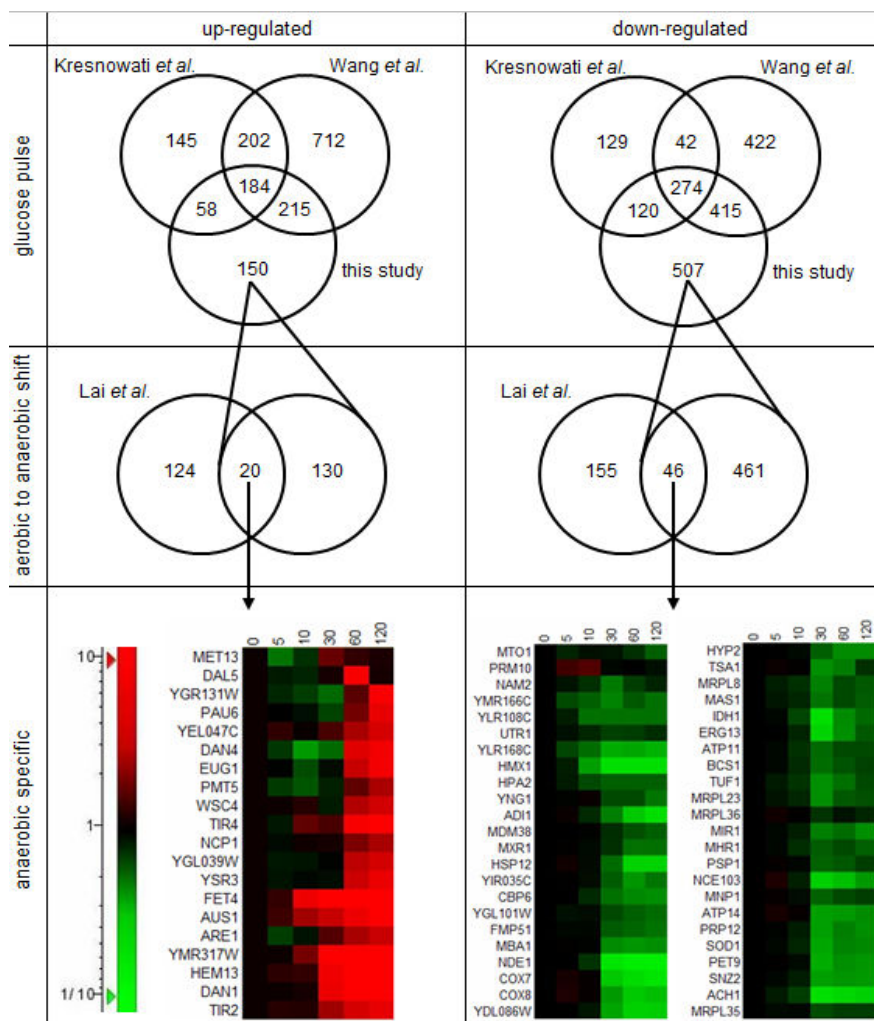 up-regulated
down-regulated
glucose pulse
Kresnowati et al.
Wang et al.
145
202
712
184
58
215
150
this study
Kresnowati et al.
Wang et al.
129
42
422
274
120
415
507
this study
aerobic to anaerobic shift
Lai et al.
124
20
130
Lai et al.
155
46
461
anaerobic specific
10
1
1/10
0 5 10 30 60 120
MET13
DAL5
YGR131W
PAU6
YEL047C
DAN4
EUG1
PMT5
WSC4
TIR4
NCP1
YGL039W
YSR3
FET4
AUS1
ARE1
YMR317W
HEM13
DAN1
TIR2
0 5 10 30 60 120
MTO1
PRM10
NAM2
YMR166C
YLR108C
UTR1
YLR168C
HMX1
HPA2
YNG1
ADI1
MDM38
MXR1
HSP12
YIR035C
CBP6
YGL101W
FMP51
MBA1
NDE1
COX7
COX8
YDL086W
0 5 10 30 60 120
HYP2
TSA1
MRPL8
MAS1
IDH1
ERG13
ATP11
BCS1
TUF1
MRPL23
MRPL36
MIR1
MHR1
PSP1
NCE103
MNP1
ATP14
PRP12
SOD1
PET9
SNZ2
ACH1
MRPL35